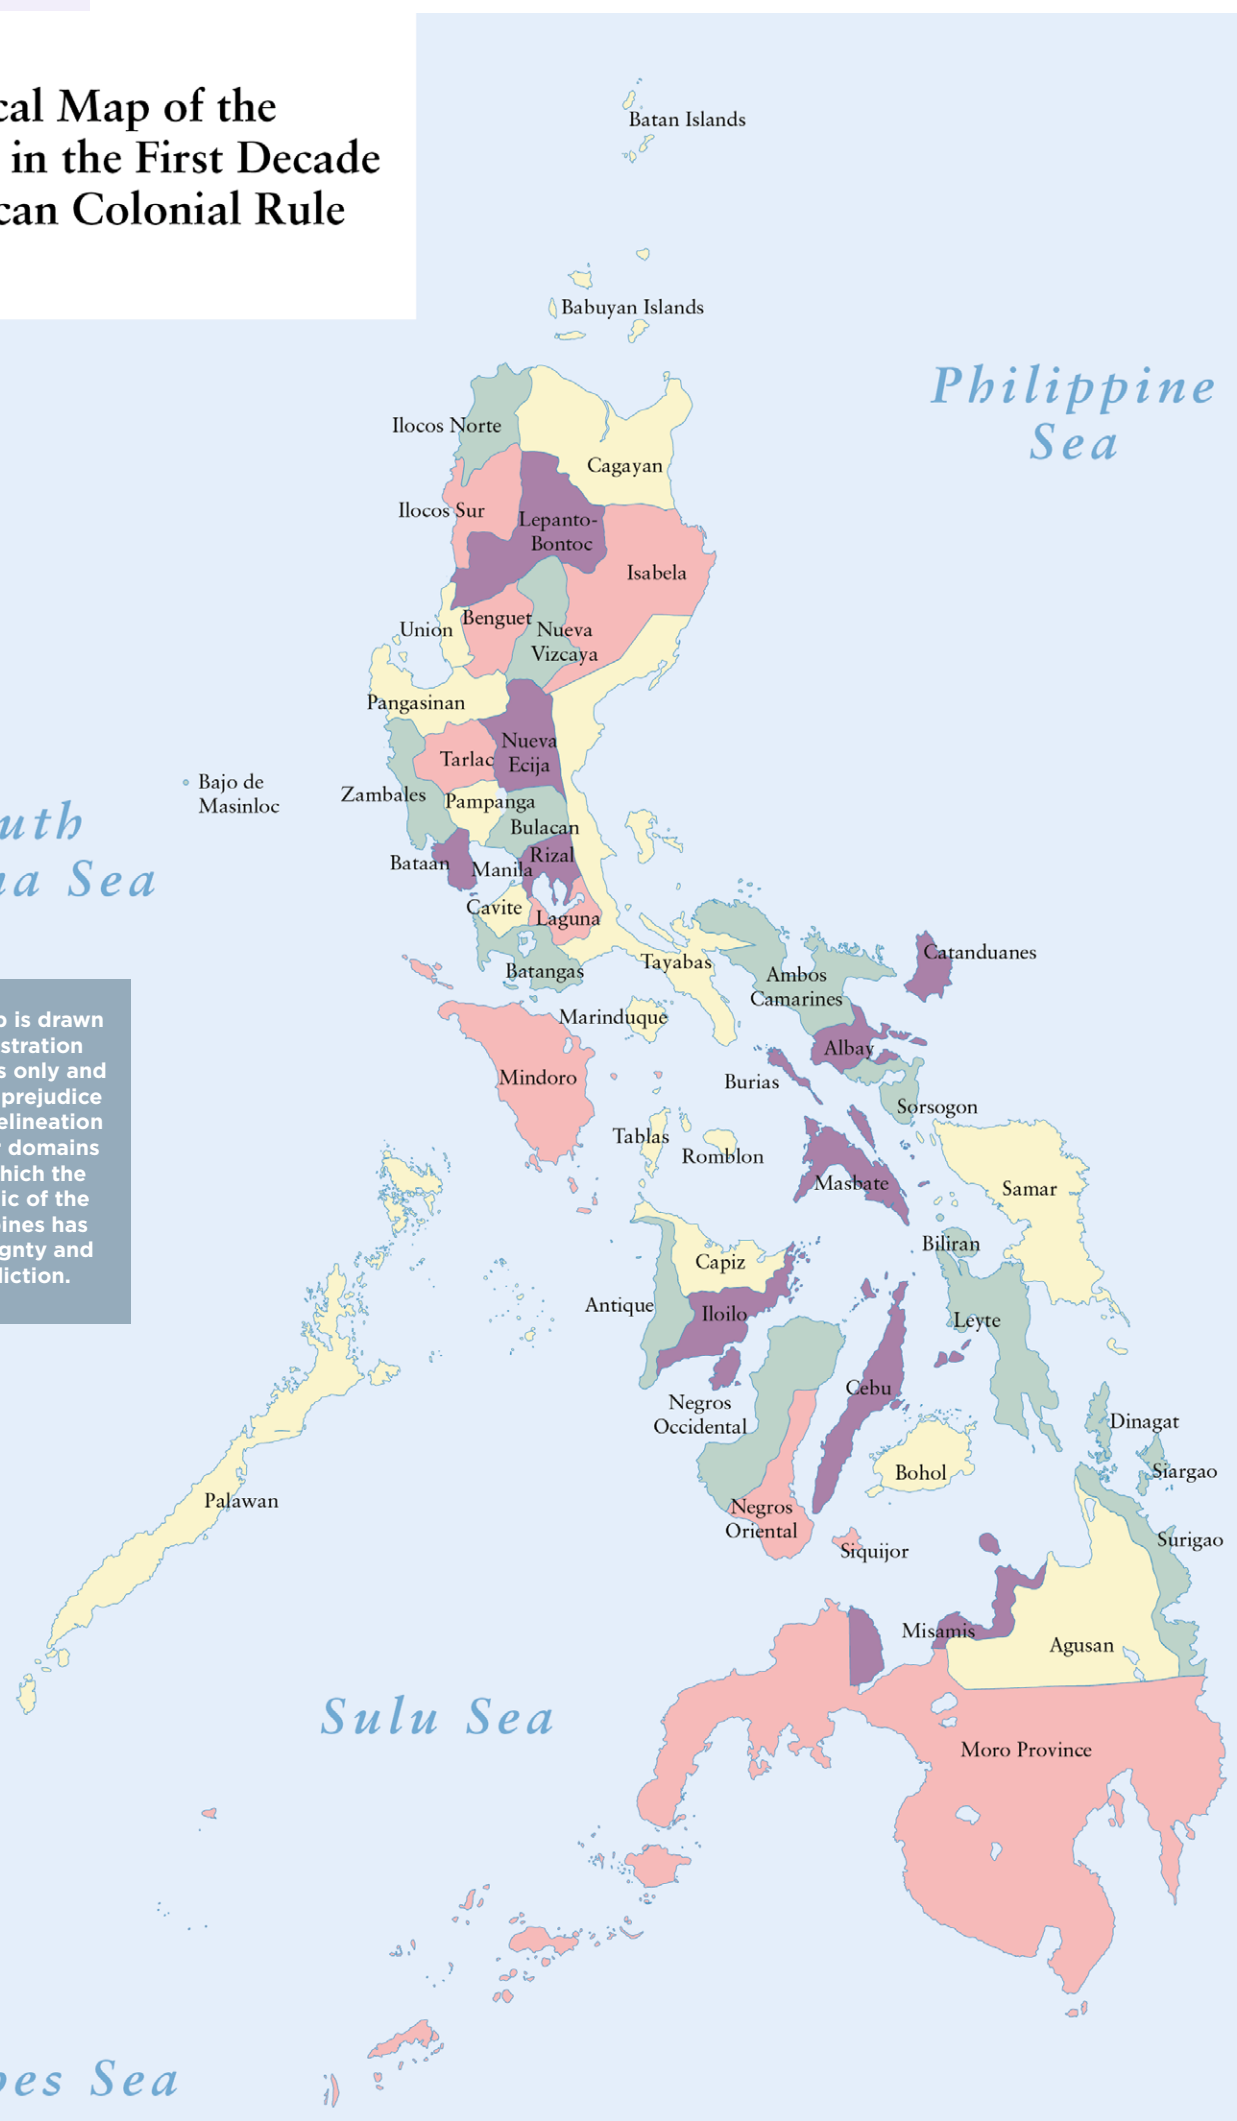 cal Map of the
in the First Decade
can Colonial Rule
Batan Islands
Babuyan Islands
Philippine
Sea
Ilocos Norte
Cagayan
Ilocos Sur
Lepanto-
Bontoc
Isabela
Benguet
Union
Nueva
Vizcaya
Pangasinan
Nueva
Ecija
Tarlac
Bajo de
Masinloc
Zambales
Pampanga
uth
Bulacan
Rizal
Bataan
Manila
na Sea
Cavite
Laguna
Catanduanes
Tayabas
Batangas
Ambos
Camarines
Marinduque
p is drawn
stration
s only and
prejudice
elineation
r domains
hich the
ic of the
pines has
ignty and
diction.
Albay
Mindoro
Burias
Sorsogon
Tablas
Romblon
Masbate
Samar
Biliran
Capiz
Antique
Iloilo
Leyte
Cebu
Negros
Occidental
Dinagat
Bohol
Siargao
Palawan
Negros
Oriental
Surigao
Siquijor
Misamis
Agusan
Sulu Sea
Moro Province
bes Sea